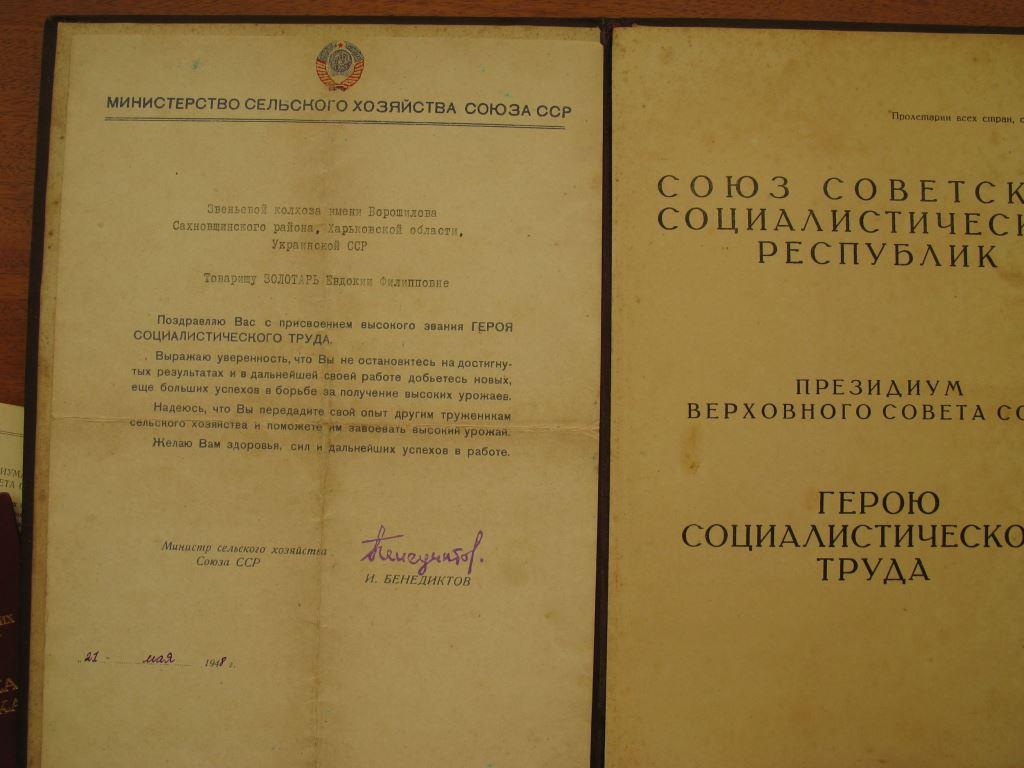 МИНИСТЕРСТВО СЕЛЬСКОГО ХОЗЯЙСТВА СОЮЗА ССР
Звеньевой колхоза имени Ворошилова
Сахновщинского района, Харьковской области,
Украинской ССР
Товарищу ЗОЛОТАРЬ Евдокии Филипповне
Поздравляю Вас с присвоением высокого звания ГЕРОЯ
СОЦИАЛИСТИЧЕСКОГО ТРУДА.
Выражаю уверенность, что Вы не остановитесь на достигну-
тых результатах и в дальнейшей своей работе добьетесь новых,
еще больших успехов в борьбе за получение высоких урожаев.
Надеюсь, что Вы передадите свой опыт другим труженикам
сельского хозяйства и поможете им завоевать высокий урожай.
Желаю Вам здоровья, сил и дальнейших успехов в работе.
Министр сельского хозяйства
Союза ССР
Бенедиктов.
И. БЕНЕДИКТОВ
„21 - мая 1948 г.
"Пролетарии всех стран, с
СОЮЗ СОВЕТСК
СОЦИАЛИСТИЧЕСКИ
РЕСПУБЛИК
ПРЕЗИДИУМ
ВЕРХОВНОГО СОВЕТА СС
ГЕРОЮ
СОЦИАЛИСТИЧЕСКО
ТРУДА